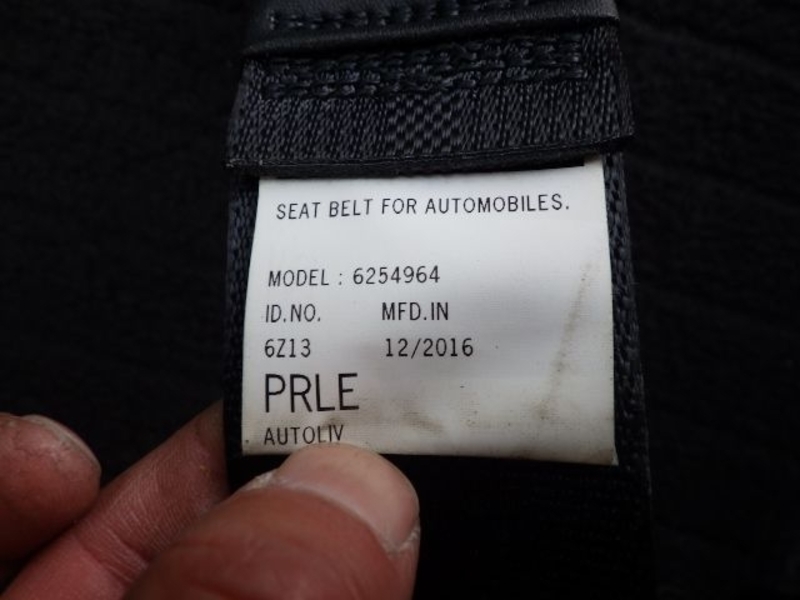 SEAT BELT FOR AUTOMOBILES.
MODEL : 6254964
ID.NO. MFD.IN
6Z13 12/2016
PRLE
AUTOLIV